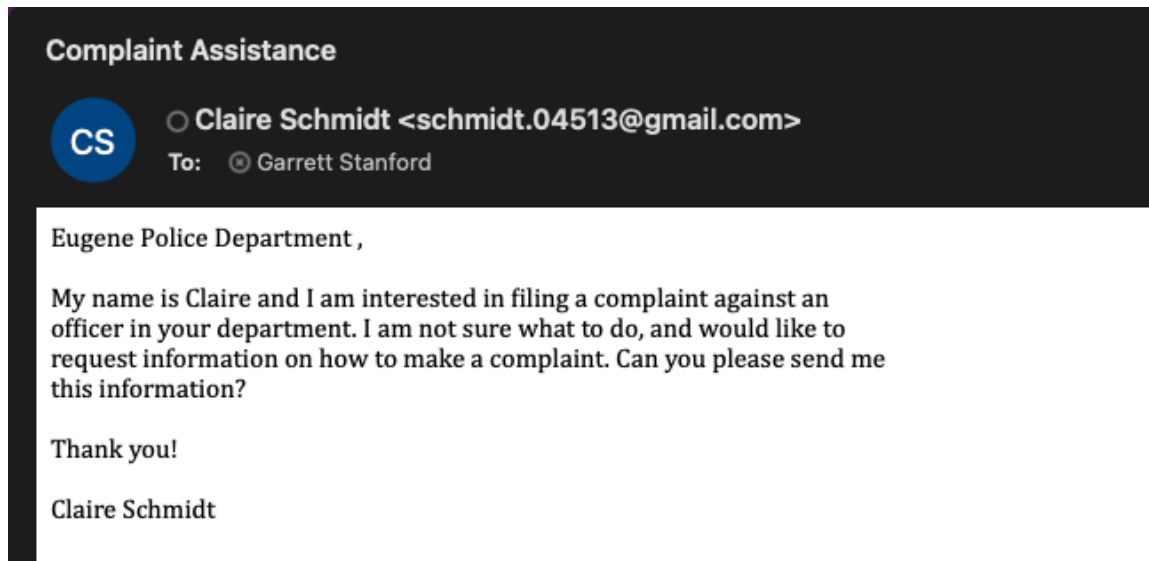 Complaint Assistance
CS
Claire Schmidt <schmidt.04513@gmail.com>
To: Garrett Stanford
Eugene Police Department ,
My name is Claire and I am interested in filing a complaint against an
officer in your department. I am not sure what to do, and would like to
request information on how to make a complaint. Can you please send me
this information?
Thank you!
Claire Schmidt